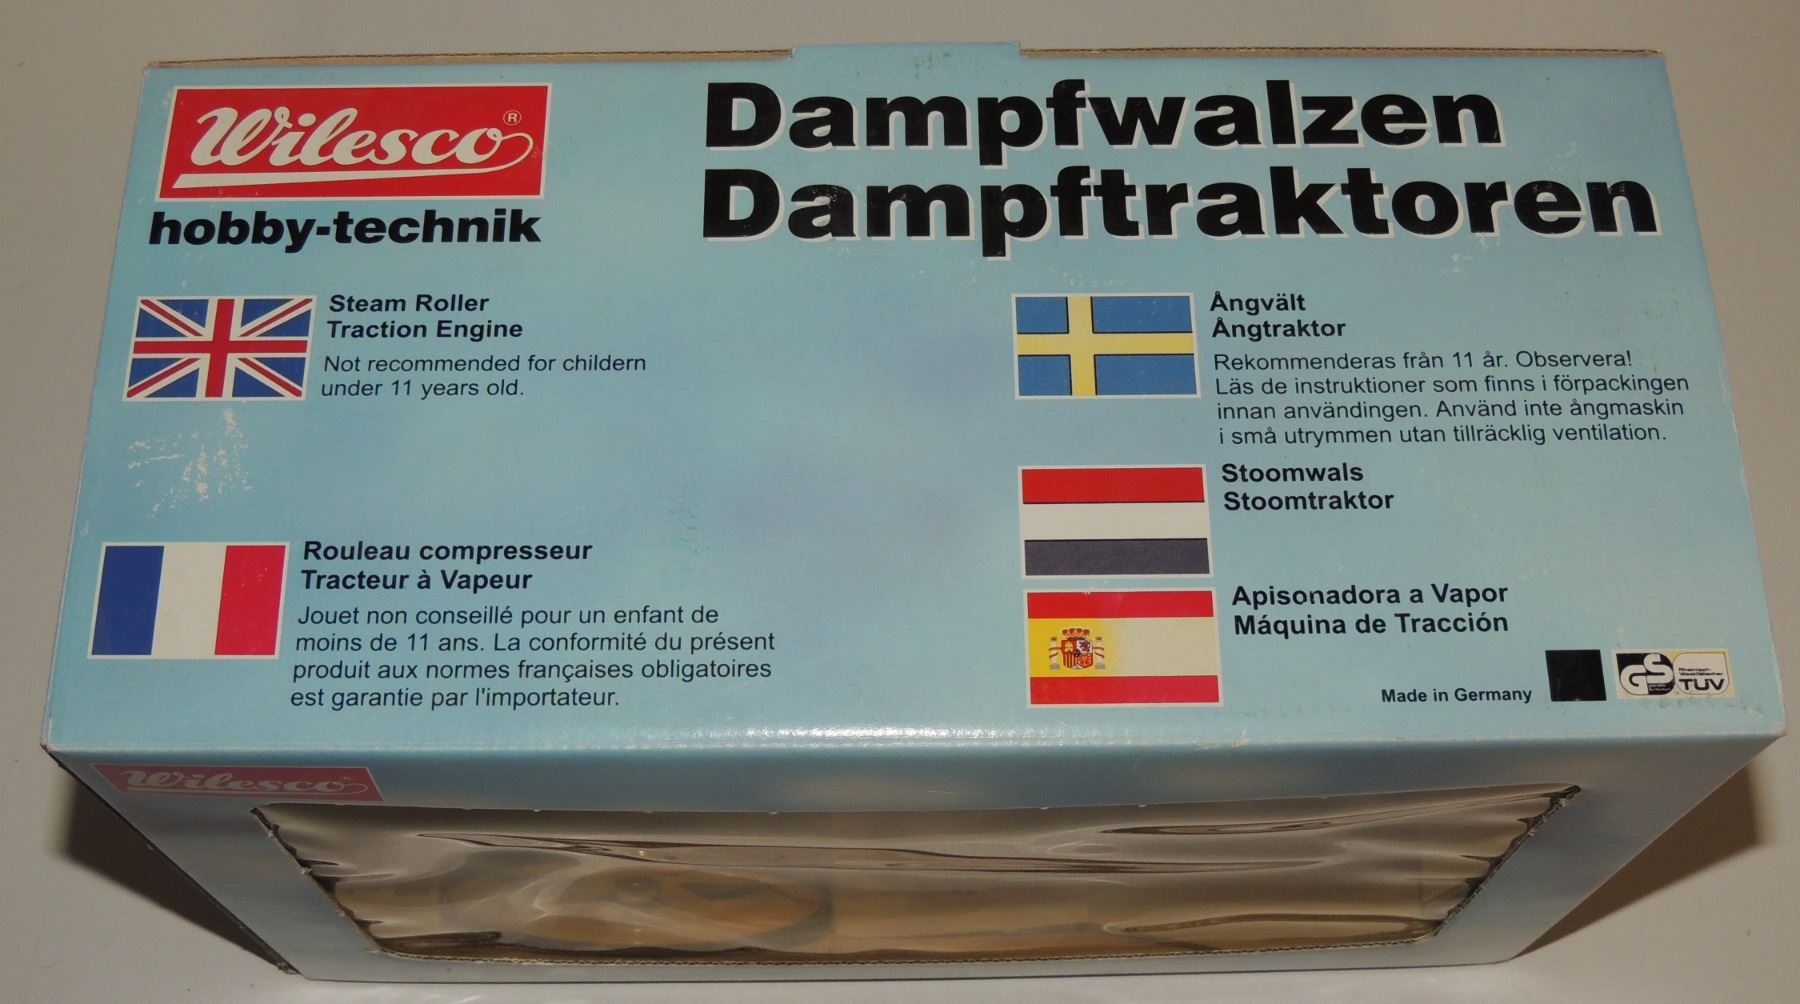 Wilesco®
hobby-technik
Dampfwalzen
Dampftraktoren
Steam Roller
Traction Engine
Not recommended for childern
under 11 years old.
Rouleau compresseur
Tracteur à Vapeur
Jouet non conseillé pour un enfant de
moins de 11 ans. La conformité du présent
produit aux normes françaises obligatoires
est garantie par l'importateur.
Ångvält
Ångtraktor
Rekommenderas från 11 år. Observera!
Läs de instruktioner som finns i förpackingen
innan användingen. Använd inte ångmaskin
i små utrymmen utan tillräcklig ventilation.
Stoomwals
Stoomtraktor
Apisonadora a Vapor
Máquina de Tracción
Made in Germany
GS
TÜV
Wilesco®